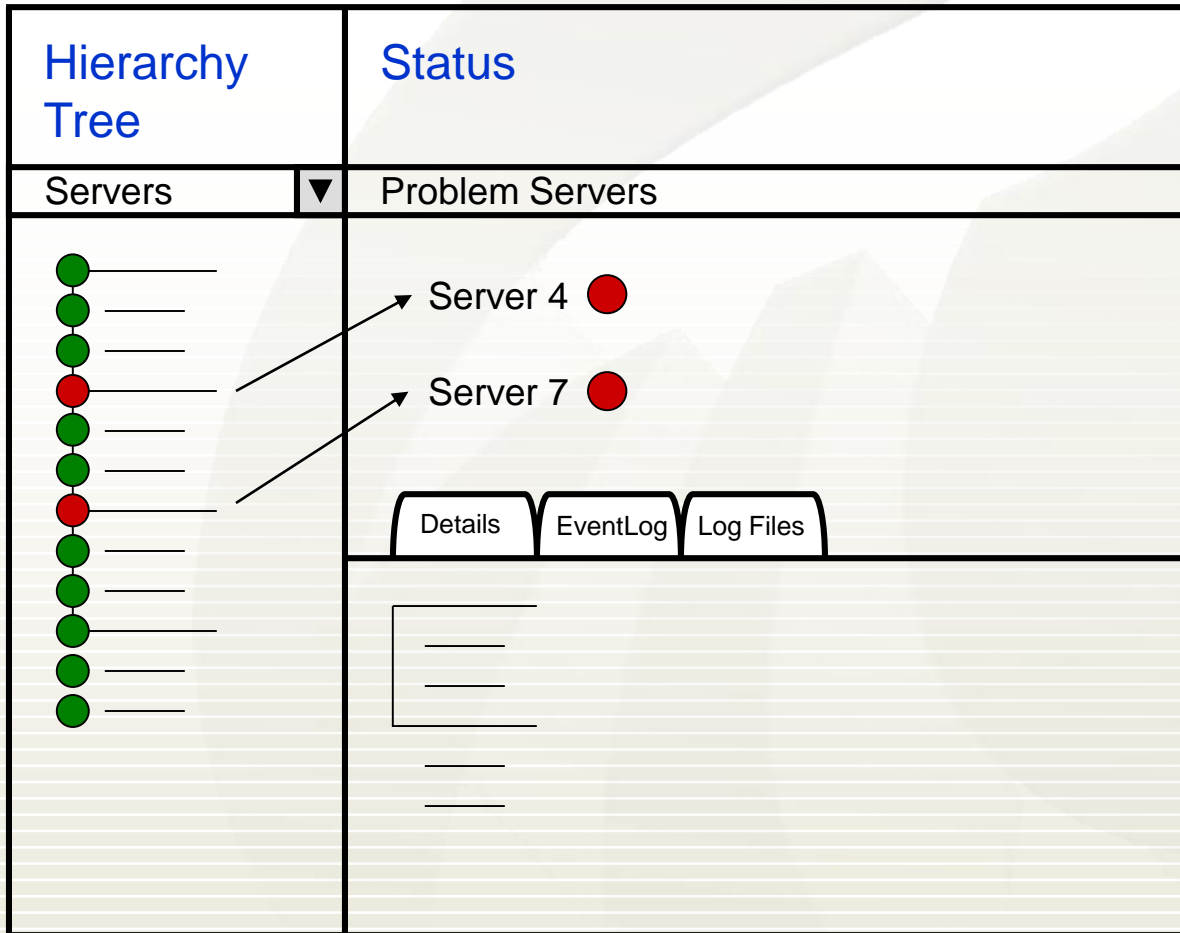 Hierarchy
Tree
Status
Servers
Problem Servers
Server 4
Server 7
Details
EventLog
Log Files